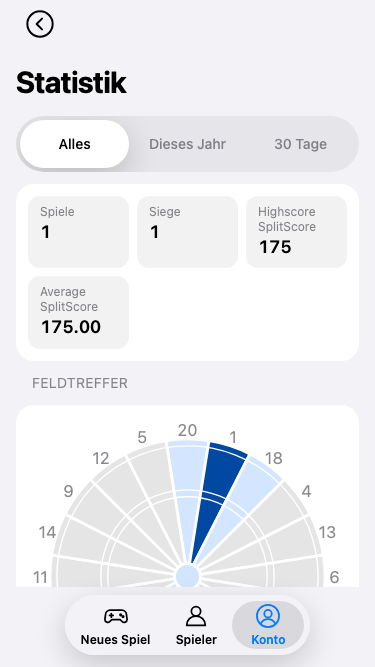 Statistik
Alles Dieses Jahr 30 Tage
Spiele
1
Siege
1
Highscore
SplitScore
175
Average
SplitScore
175.00
FELDTREFFER
20
5 1
12 18
9 4
14 13
11 6
Neues Spiel Spieler Konto